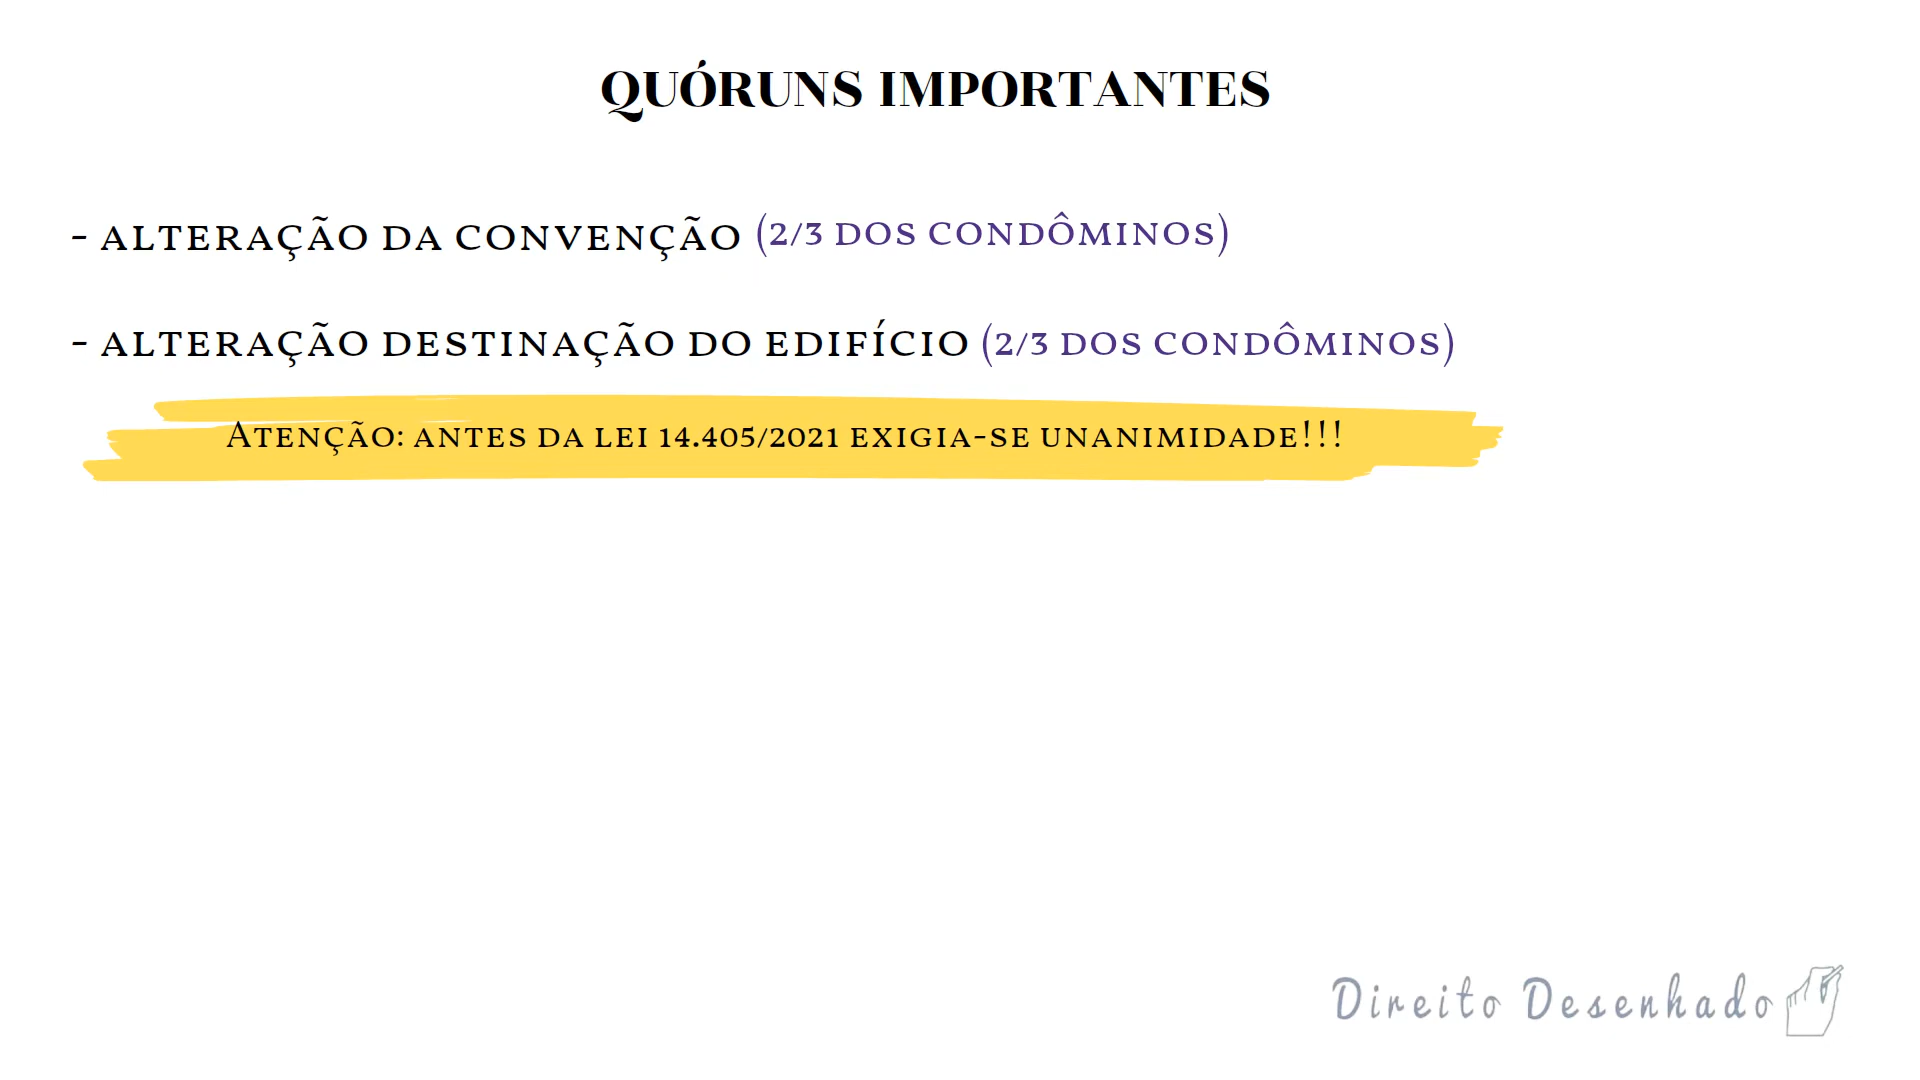 QUÓRUNS IMPORTANTES
- ALTERAÇÃO DA CONVENÇÃO (2/3 DOS CONDÔMINOS)
- ALTERAÇÃO DESTINAÇÃO DO EDIFÍCIO (2/3 DOS CONDÔMINOS)
ATENÇÃO: ANTES DA LEI 14.405/2021 EXIGIA-SE UNANIMIDADE!!!
Direito Desenhado